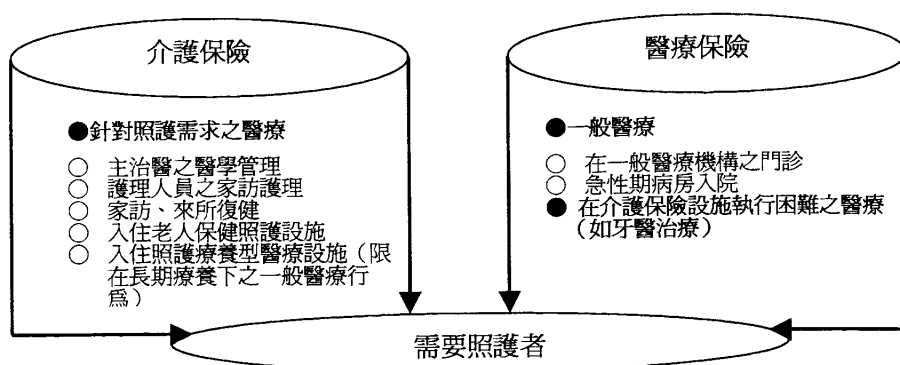 介護保險
●針對照護需求之醫療
○ 主治醫之醫學管理
○ 護理人員之家訪護理
○ 家訪、來所復健
○ 入住老人保健照護設施
○ 入住照護療養型醫療設施（限
在長期療養下之一般醫療行
為）
醫療保險
●一般醫療
○ 在一般醫療機構之門診
○ 急性期病房入院
● 在介護保險設施執行困難之醫療
（如牙醫治療）
需要照護者